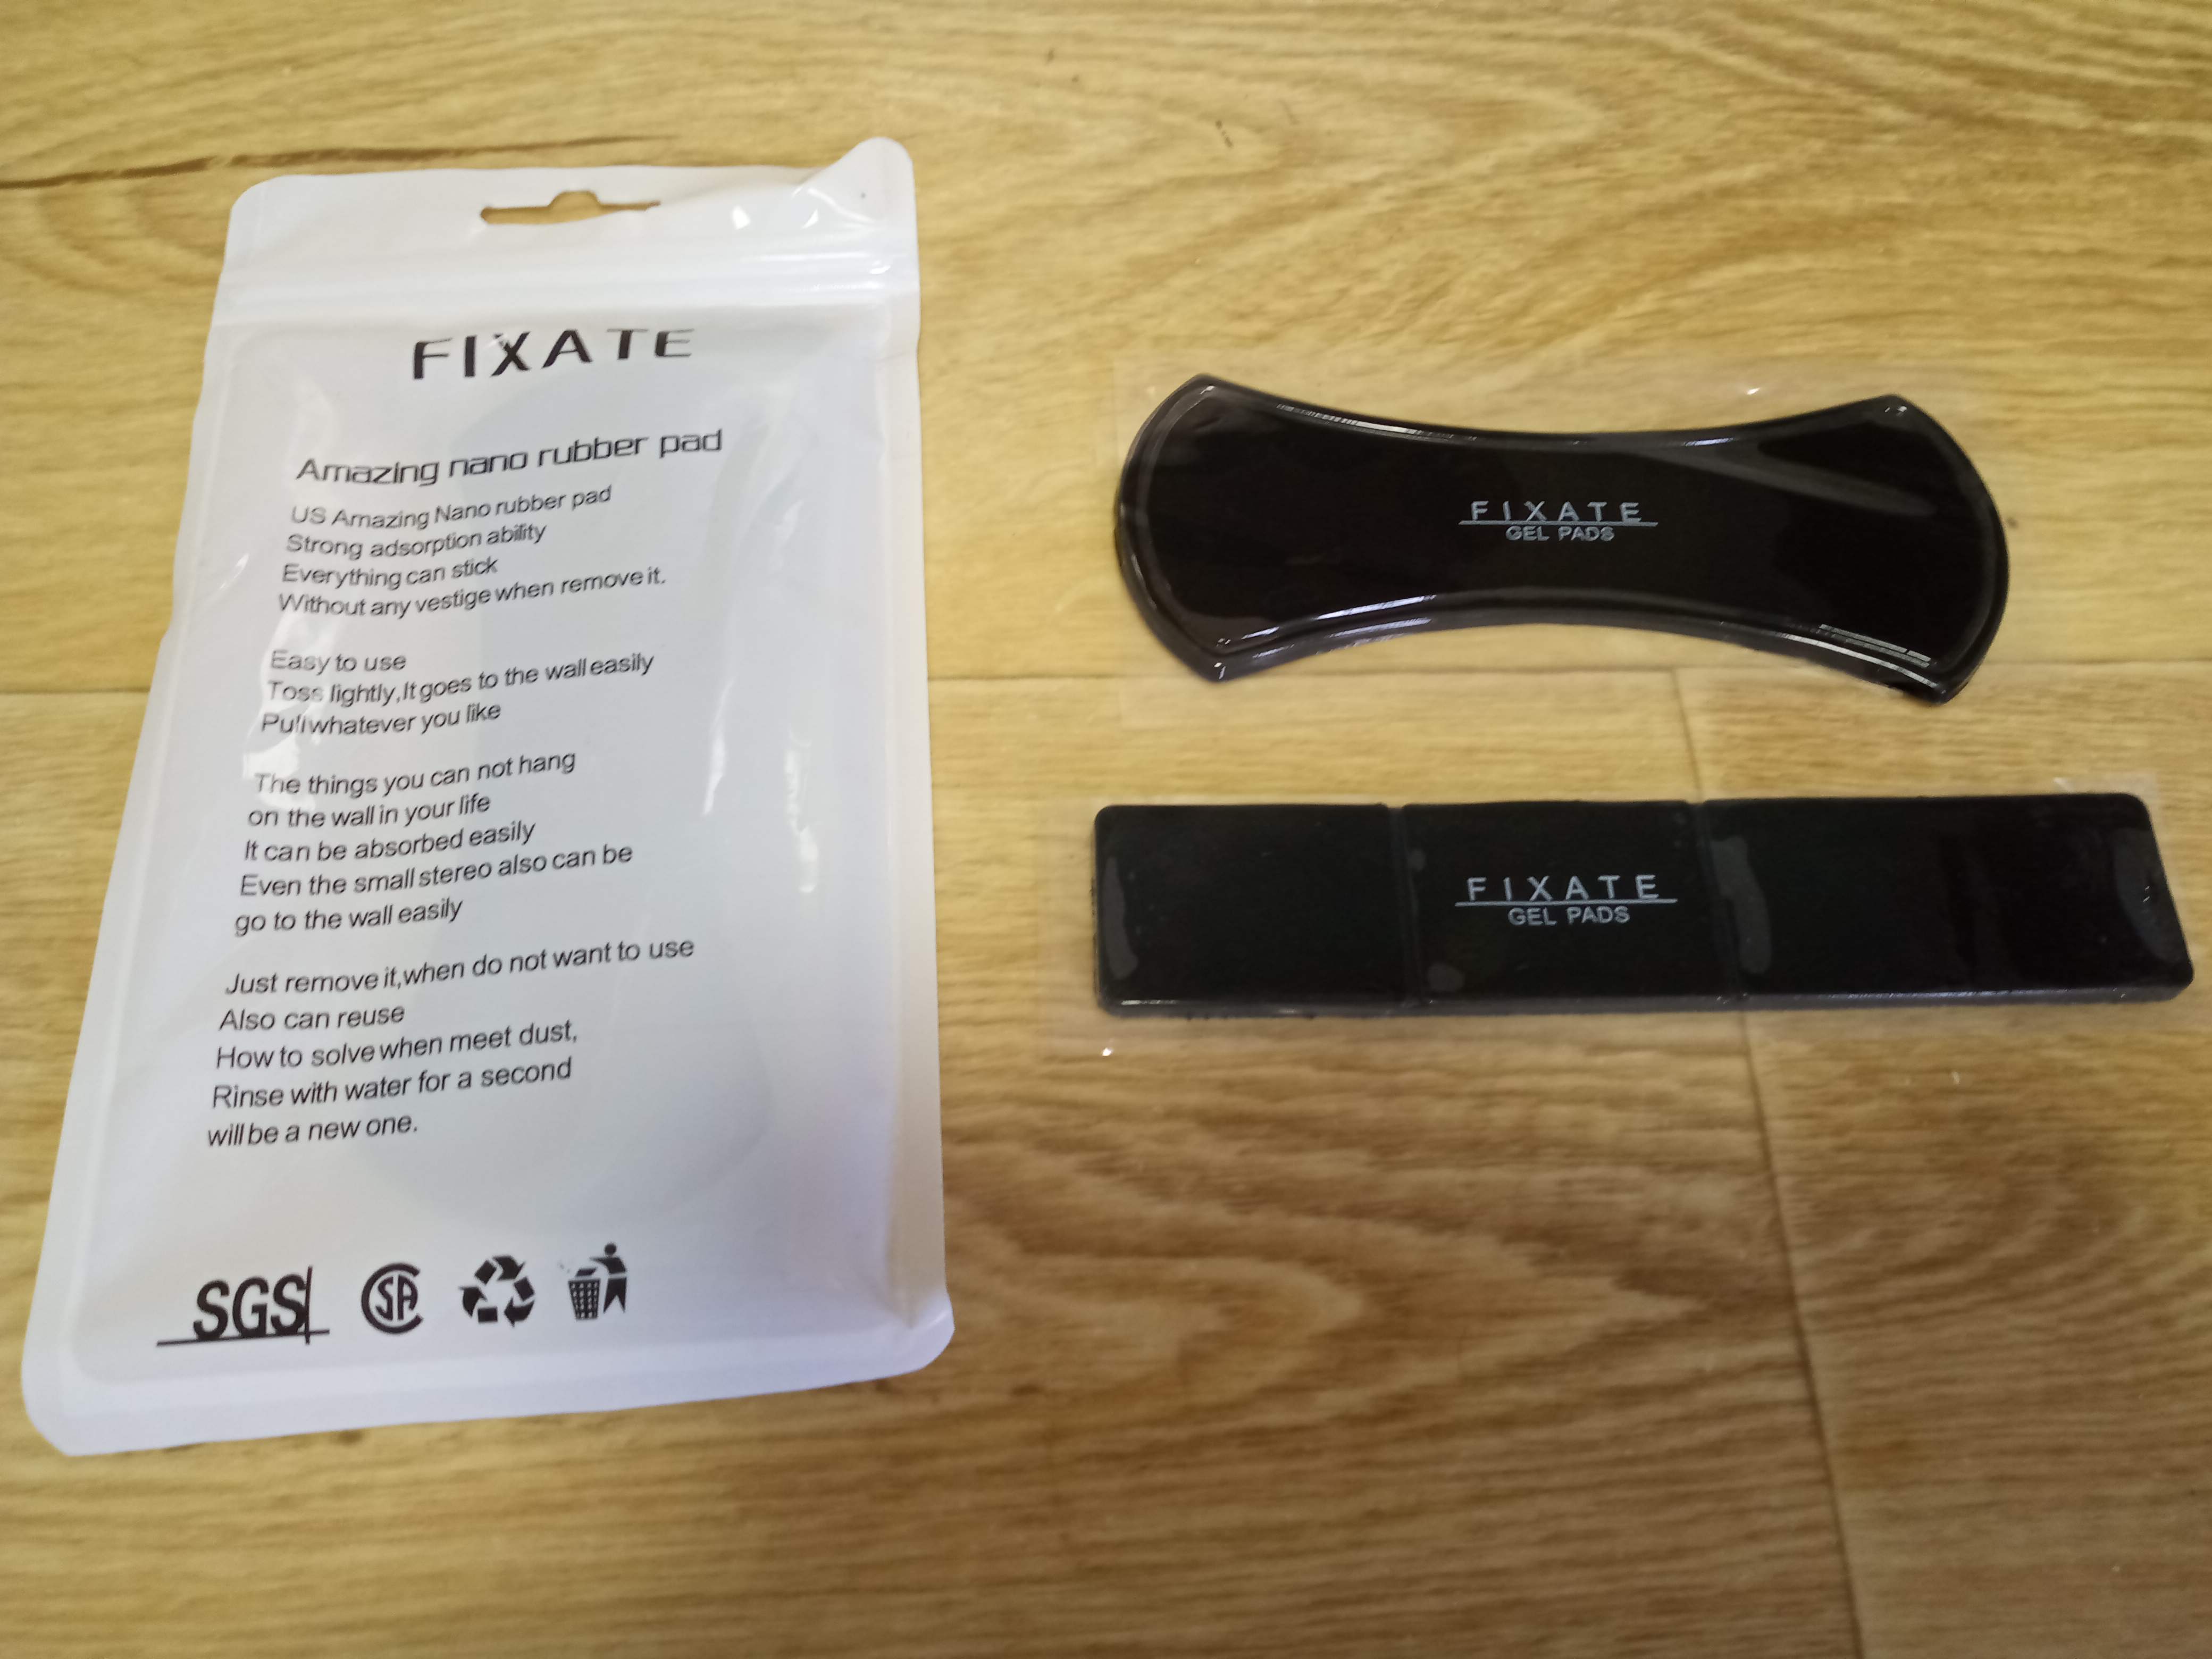 FIXATE
Amazing nano rubber pad
US Amazing Nano rubber pad
Strong adsorption ability
Everything can stick
Without any vestige when remove it.
Easy to use
Toss lightly,It goes to the wall easily
Pull whatever you like
The things you can not hang
on the wall in your life
It can be absorbed easily
Even the small stereo also can be
go to the wall easily
Just remove it,when do not want to use
Also can reuse
How to solve when meet dust,
Rinse with water for a second
will be a new one.
SGS
CSA
FIXATE
GEL PADS
FIXATE
GEL PADS